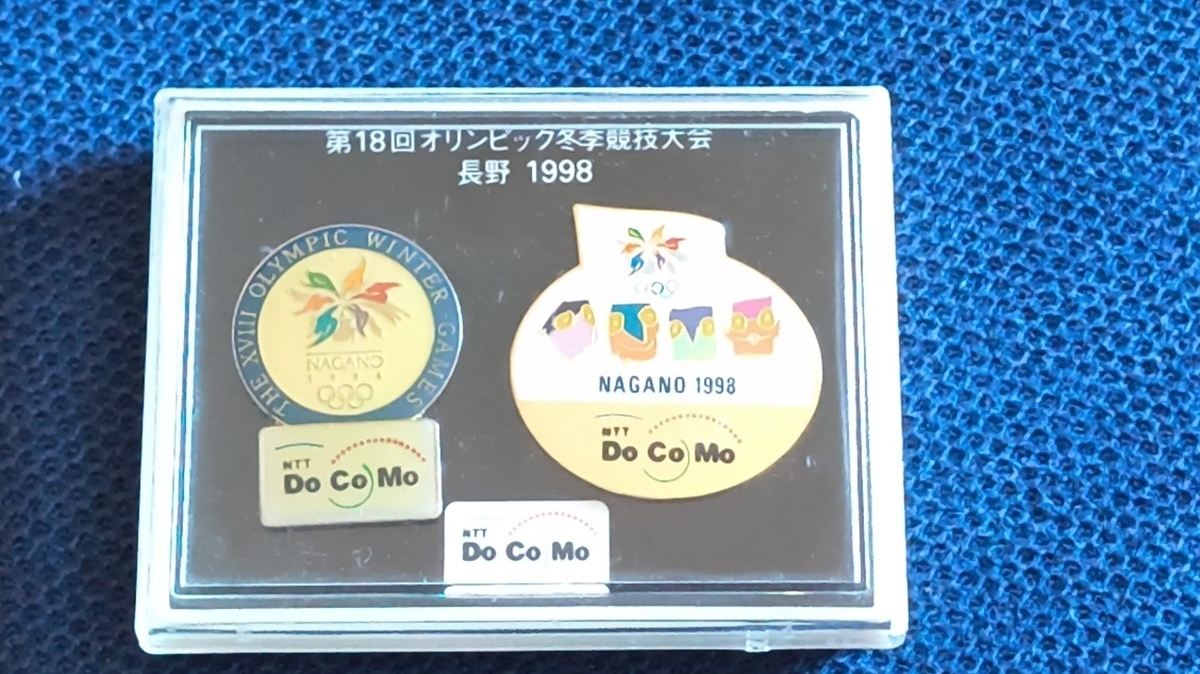 第18回オリンピック冬季競技大会
長野 1998
THE XVIII OLYMPIC WINTER GAMES
NAGANO
1998
NTT
Do Co Mo
NAGANO 1998
NTT
Do Co Mo
NTT
Do Co Mo